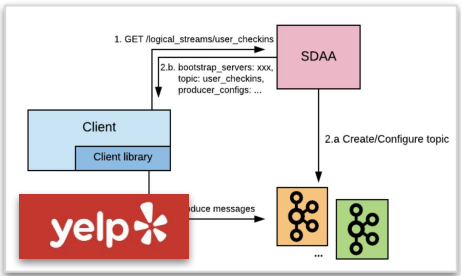 1. GET /logical_streams/user_checkins
SDAA
2.b. bootstrap_servers: xxx,
topic: user_checkins,
producer_configs: ...
Client
Client library
2.a Create/Configure topic
yelp
messages
...